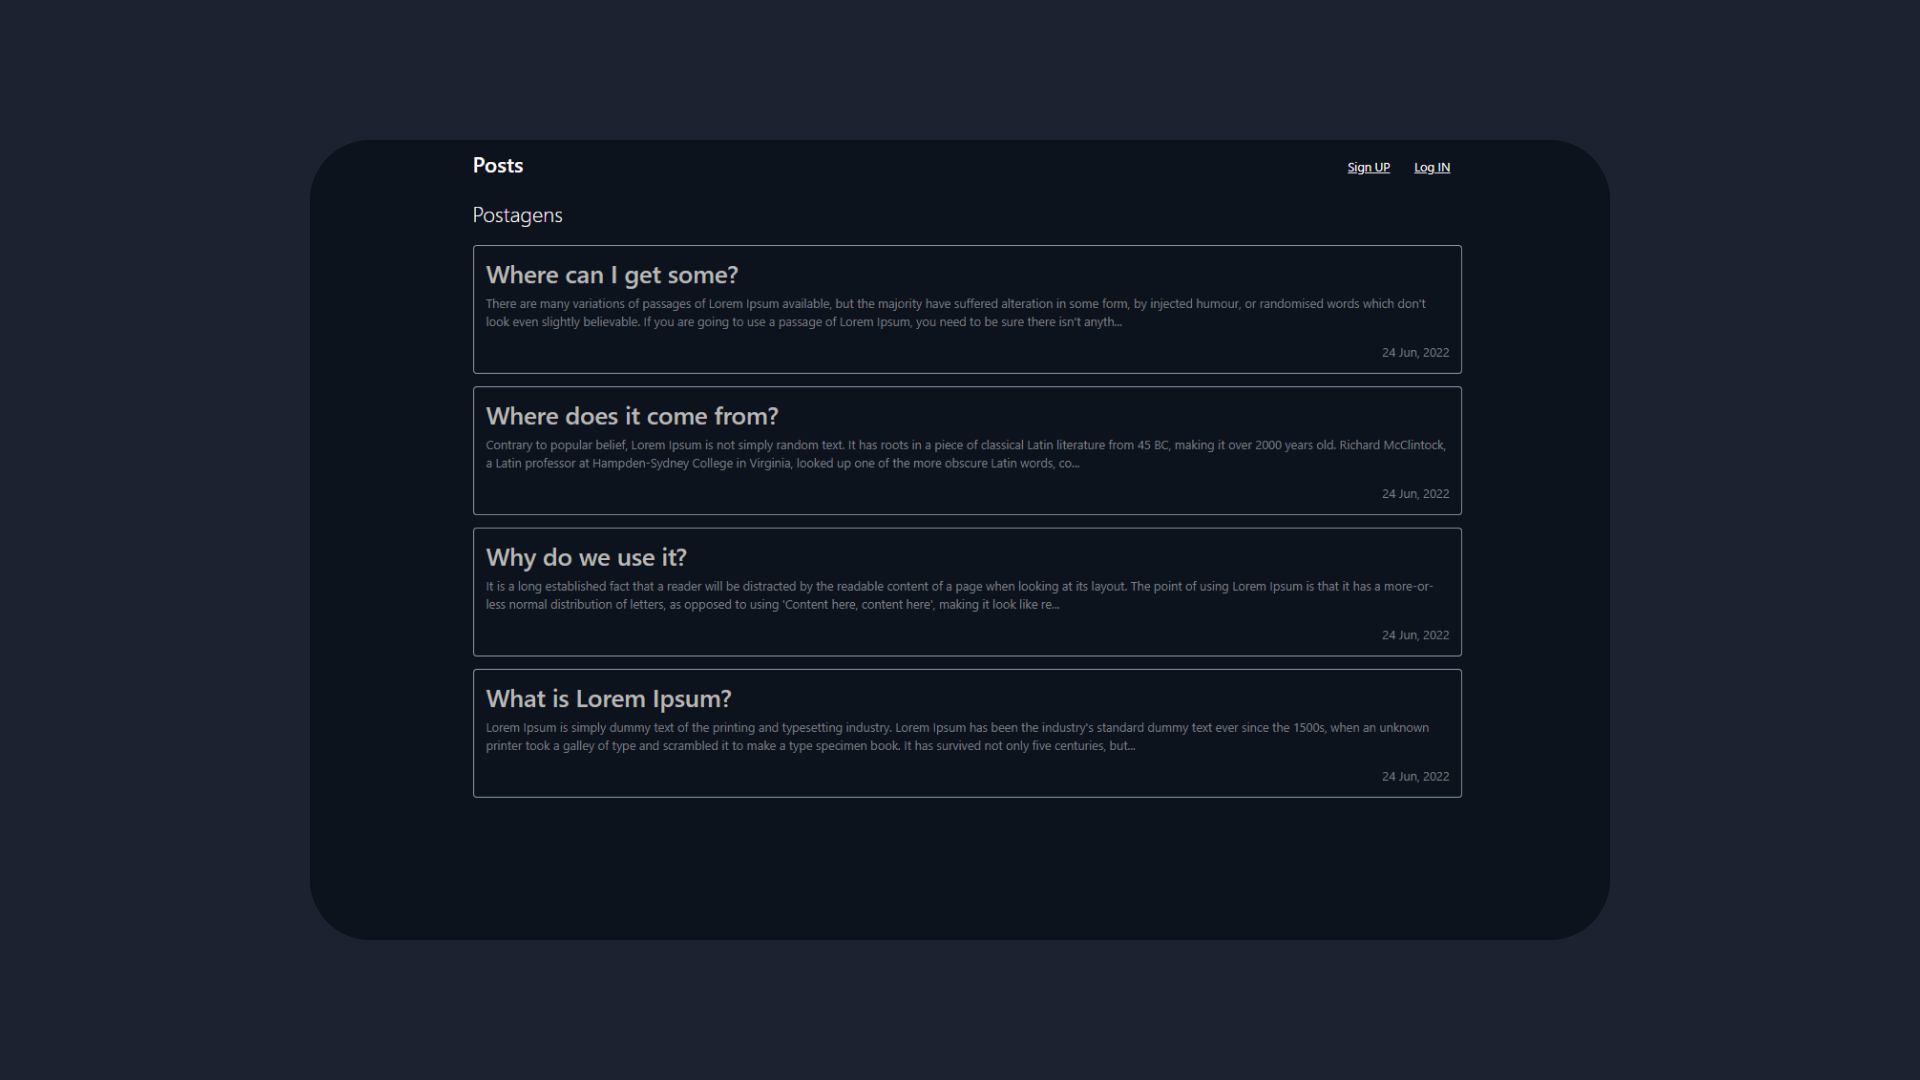 Posts
Sign UP
Log IN
Postagens
Where can I get some?
There are many variations of passages of Lorem Ipsum available, but the majority have suffered alteration in some form, by injected humour, or randomised words which don't
look even slightly believable. If you are going to use a passage of Lorem Ipsum, you need to be sure there isn't anyth...
24 Jun, 2022
Where does it come from?
Contrary to popular belief, Lorem Ipsum is not simply random text. It has roots in a piece of classical Latin literature from 45 BC, making it over 2000 years old. Richard McClintock,
a Latin professor at Hampden-Sydney College in Virginia, looked up one of the more obscure Latin words, co...
24 Jun, 2022
Why do we use it?
It is a long established fact that a reader will be distracted by the readable content of a page when looking at its layout. The point of using Lorem Ipsum is that it has a more-or-
less normal distribution of letters, as opposed to using 'Content here, content here', making it look like re...
24 Jun, 2022
What is Lorem Ipsum?
Lorem Ipsum is simply dummy text of the printing and typesetting industry. Lorem Ipsum has been the industry's standard dummy text ever since the 1500s, when an unknown
printer took a galley of type and scrambled it to make a type specimen book. It has survived not only five centuries, but...
24 Jun, 2022